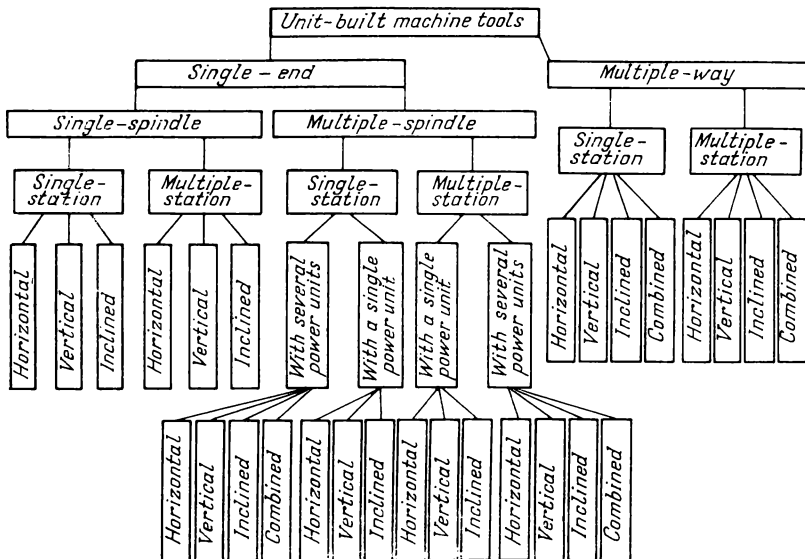 Unit-built machine tools
Single-end
Multiple-way
Single-spindle
Multiple-spindle
Single-
station
Multiple-
station
Single-
station
Multiple-
station
Single-
station
Multiple-
station
Horizontal
Vertical
Inclined
Horizontal
Vertical
Inclined
With several
power units
With a single
power unit
With a single
power unit
With several
power units
Horizontal
Vertical
Inclined
Combined
Horizontal
Vertical
Inclined
Combined
Horizontal
Vertical
Inclined
Combined
Horizontal
Vertical
Inclined
Horizontal
Vertical
Inclined
Horizontal
Vertical
Inclined
Combined